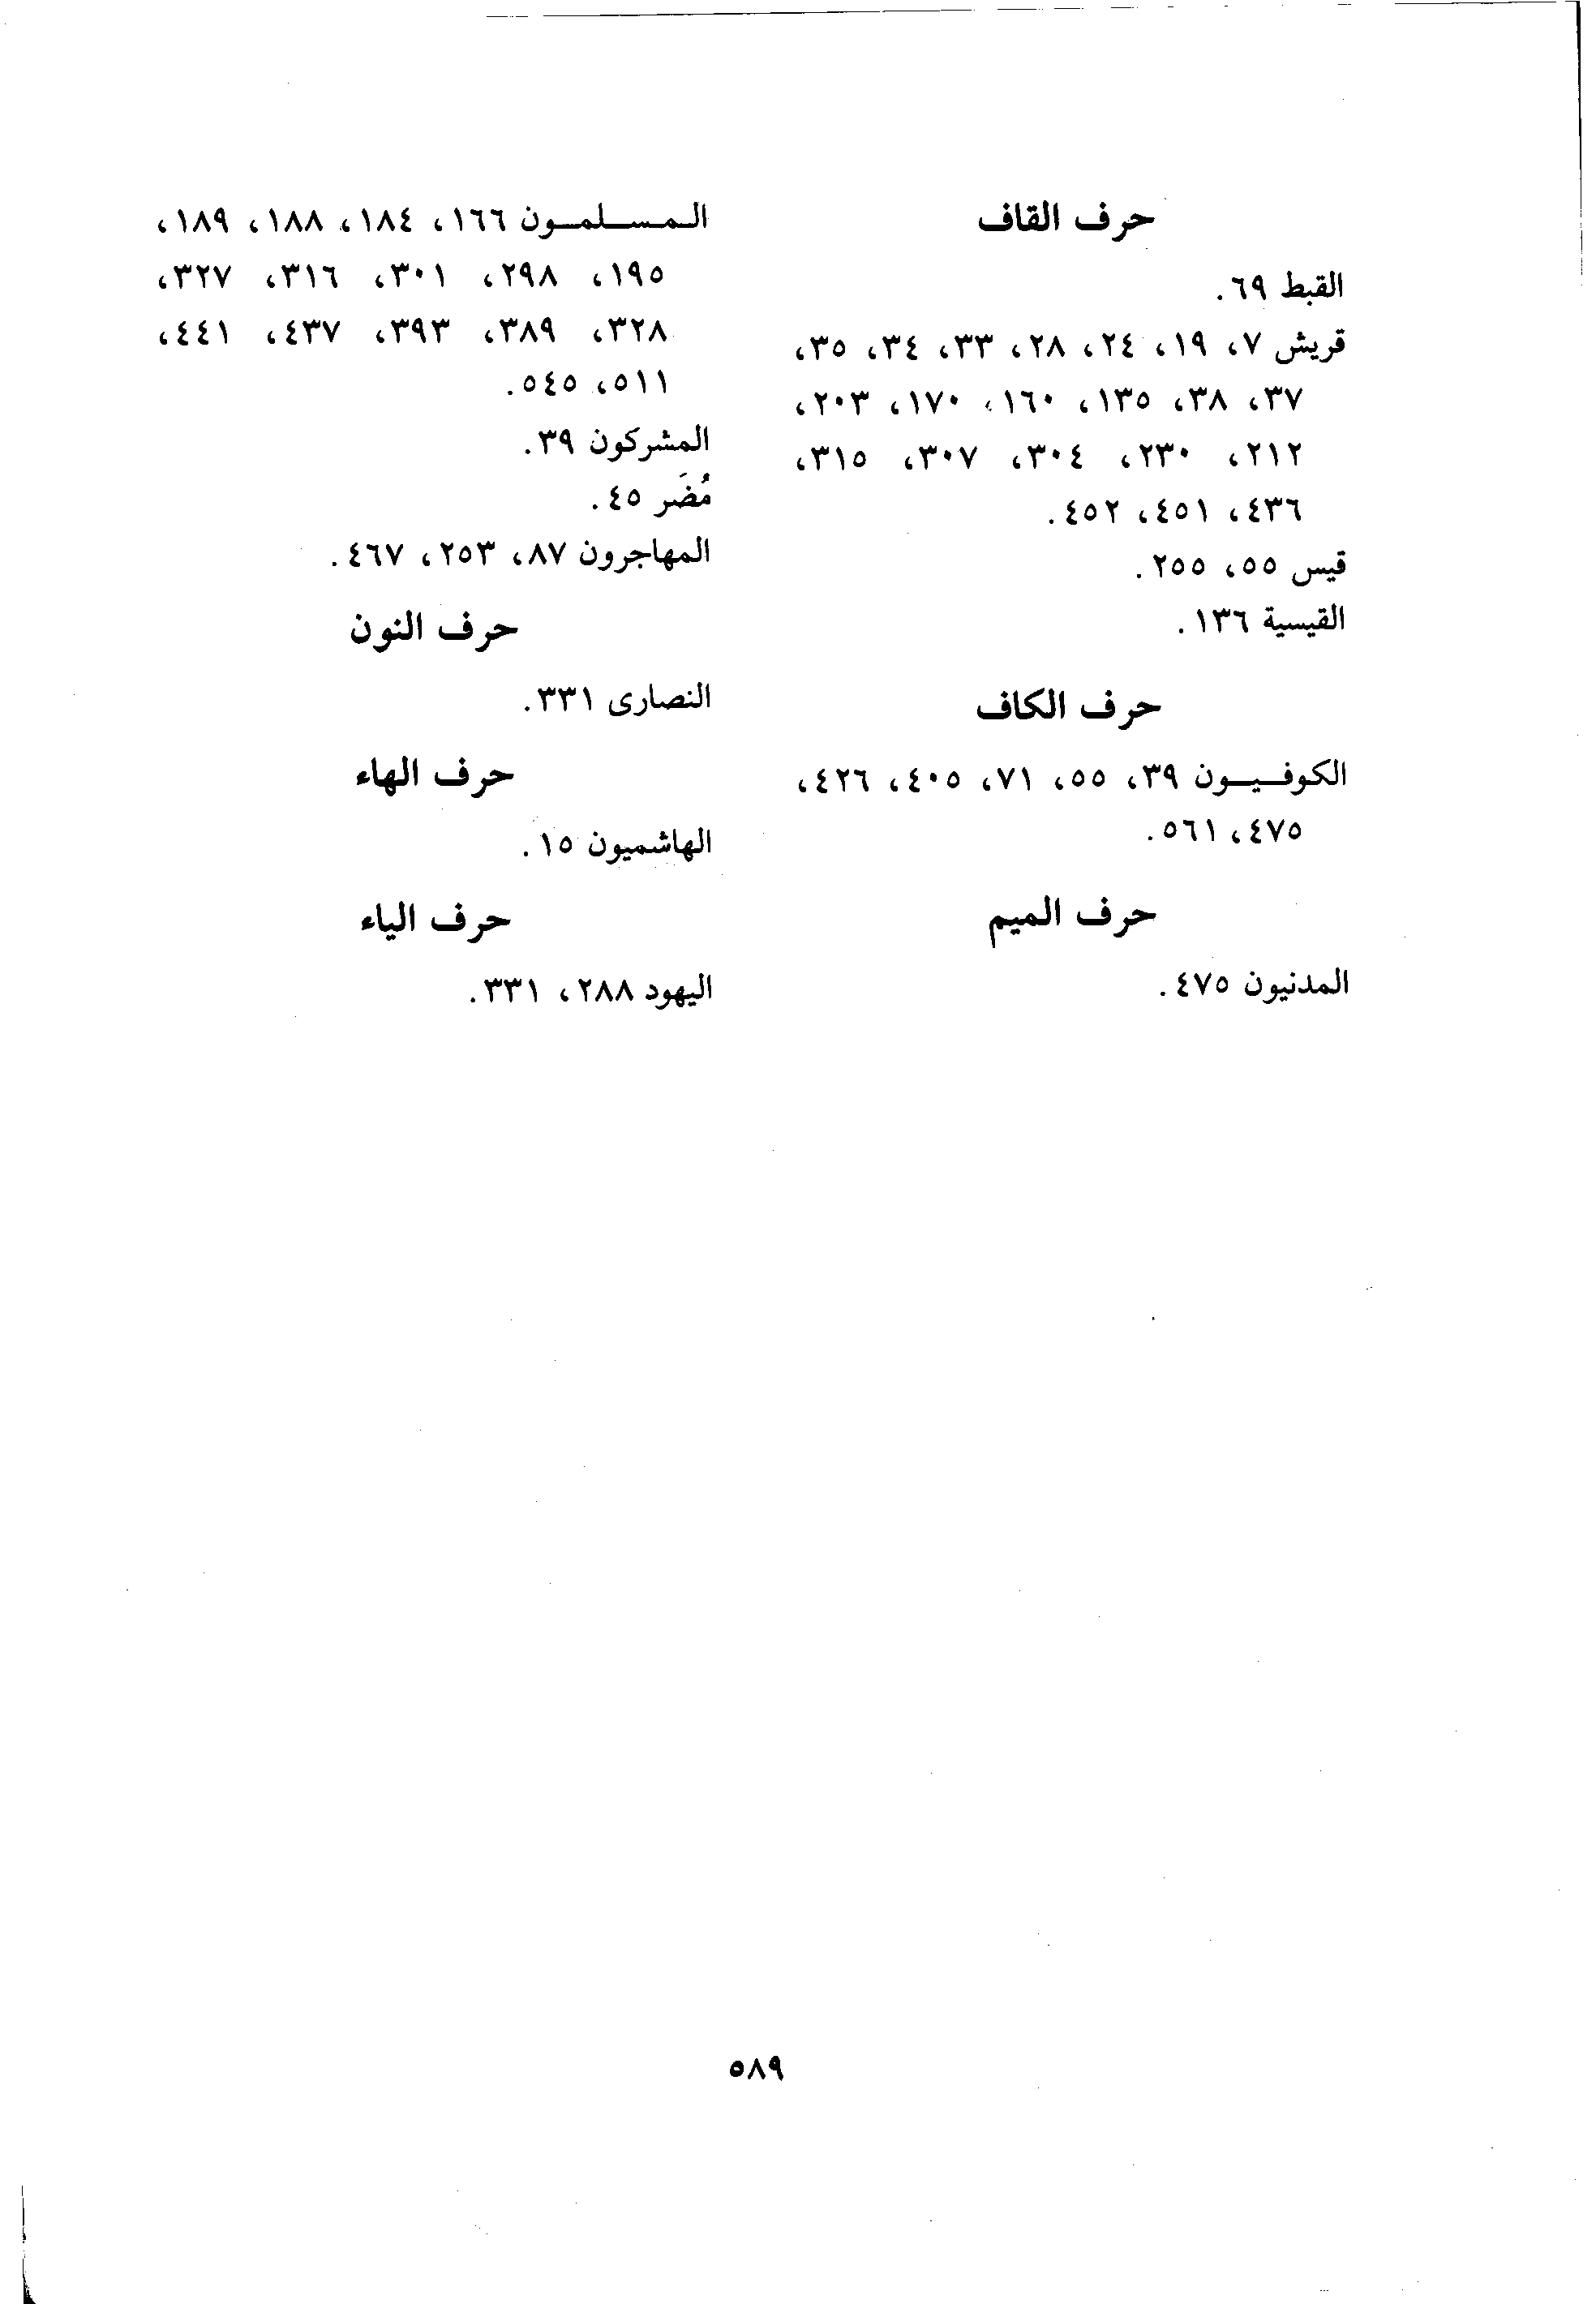 حرف القاف
القبط ٦٩.
قريش ٧، ١٩، ٢٤، ٢٨، ٣٣، ٣٤، ٣٥،
٣٧، ٣٨، ١٣٥، ١٦٠، ١٧٠، ٢٠٣،
٢١٢، ٢٣٠، ٣٠٤، ٣٠٧، ٣١٥،
٤٣٦، ٤٥١، ٤٥٢.
قيس ٥٥، ٢٥٥.
القيسية ١٣٦.
حرف الكاف
الكوفيون ٣٩، ٥٥، ٧١، ٤٠٥، ٤٢٦،
٤٧٥، ٥٦١.
حرف الميم
المدنيون ٤٧٥.
المسلمون ١٦٦، ١٨٤، ١٨٨، ١٨٩،
١٩٥، ٢٩٨، ٣٠١، ٣١٦، ٣٢٧،
٣٢٨، ٣٨٩، ٣٩٣، ٤٣٧، ٤٤١،
٥١١، ٥٤٥.
المشركون ٣٩.
مُضَر ٤٥.
المهاجرون ٨٧، ٢٥٣، ٤٦٧.
حرف النون
النصارى ٣٣١.
حرف الهاء
الهاشميون ١٥.
حرف الياء
اليهود ٢٨٨، ٣٣١.
٥٨٩